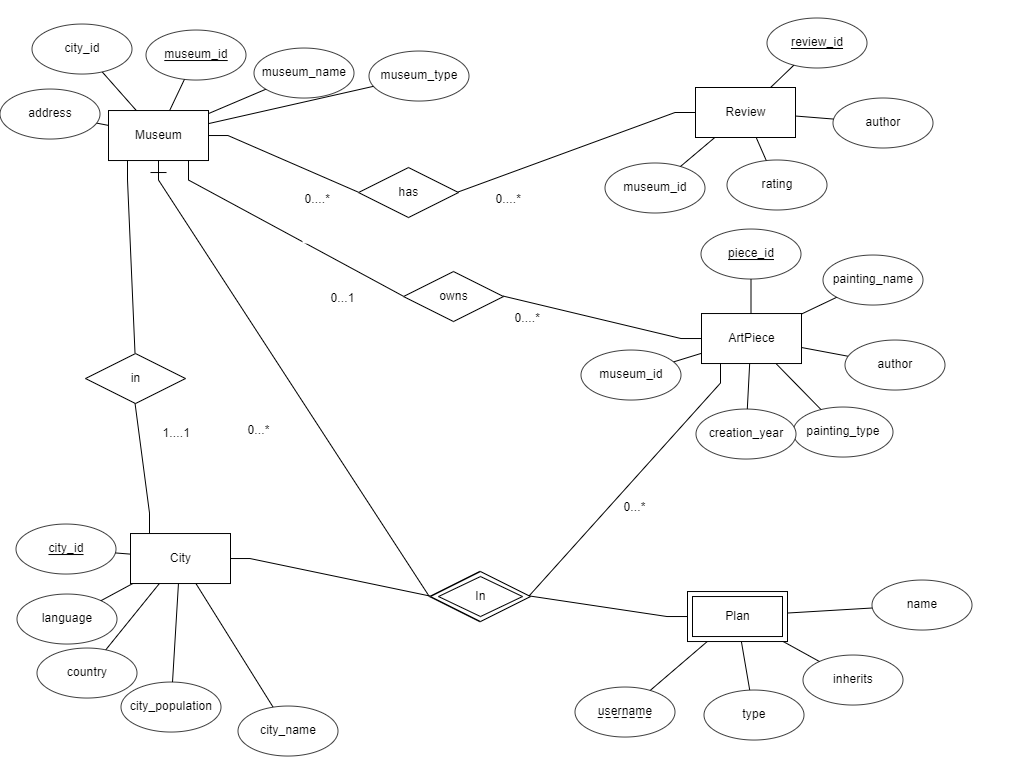 city_id
museum_id
museum_name
museum_type
address
Museum
review_id
Review
author
has
museum_id
rating
0....*
0....*
piece_id
painting_name
owns
0...1
0....*
ArtPiece
author
museum_id
in
1....1
0...*
creation_year
painting_type
0...*
city_id
City
language
country
city_population
city_name
In
Plan
name
inherits
username
type